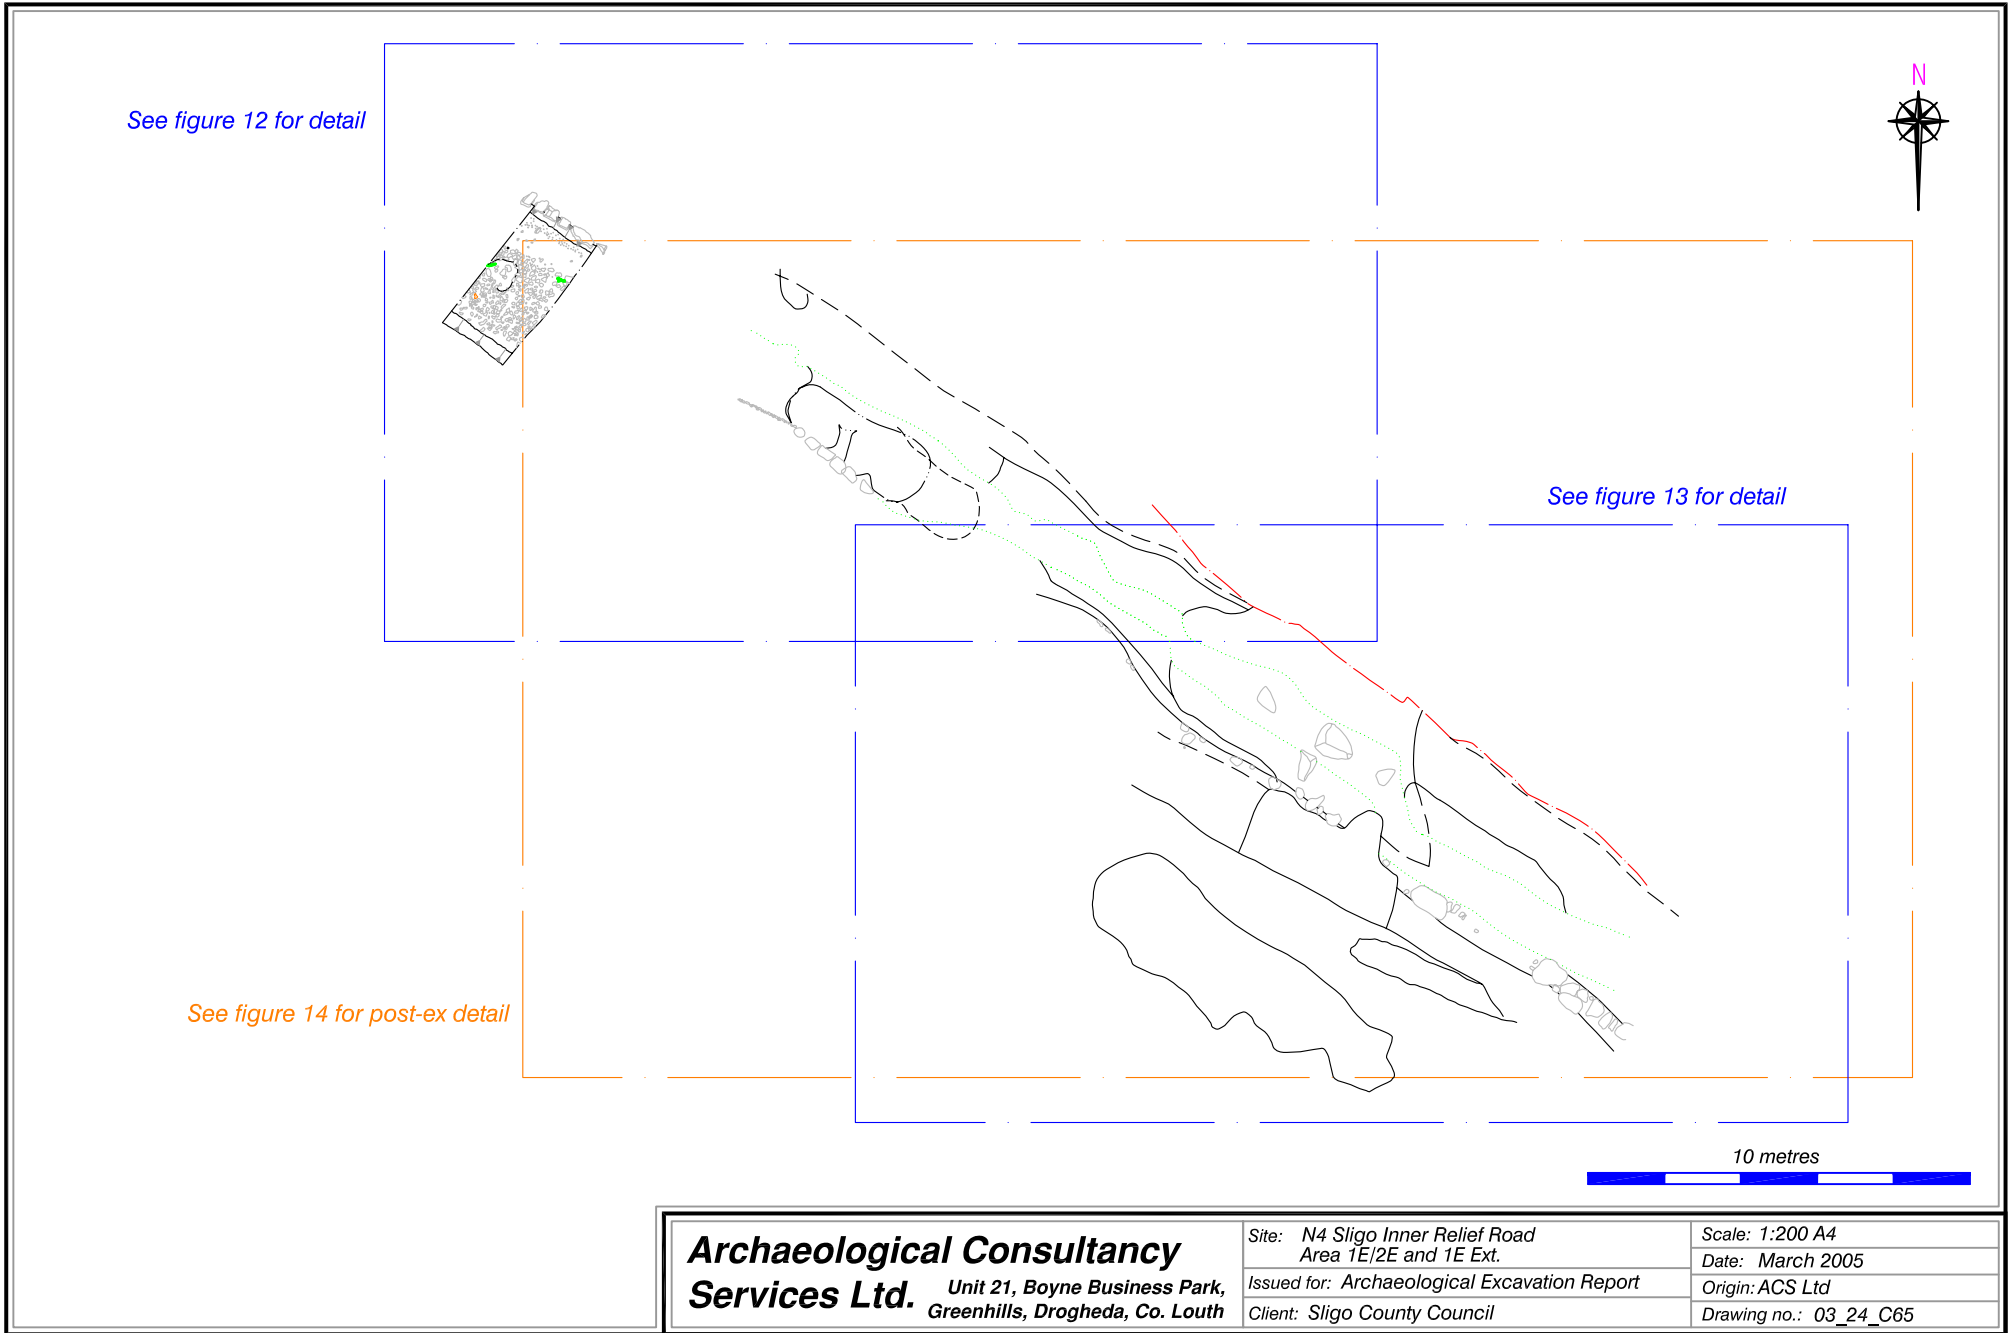 See figure 12 for detail
N
See figure 13 for detail
See figure 14 for post-ex detail
10 metres
Archaeological Consultancy
Services Ltd.
Unit 21, Boyne Business Park,
Greenhills, Drogheda, Co. Louth
Site: N4 Sligo Inner Relief Road
Area 1E/2E and 1E Ext.
Issued for: Archaeological Excavation Report
Client: Sligo County Council
Scale: 1:200 A4
Date: March 2005
Origin: ACS Ltd
Drawing no.: 03_24_C65